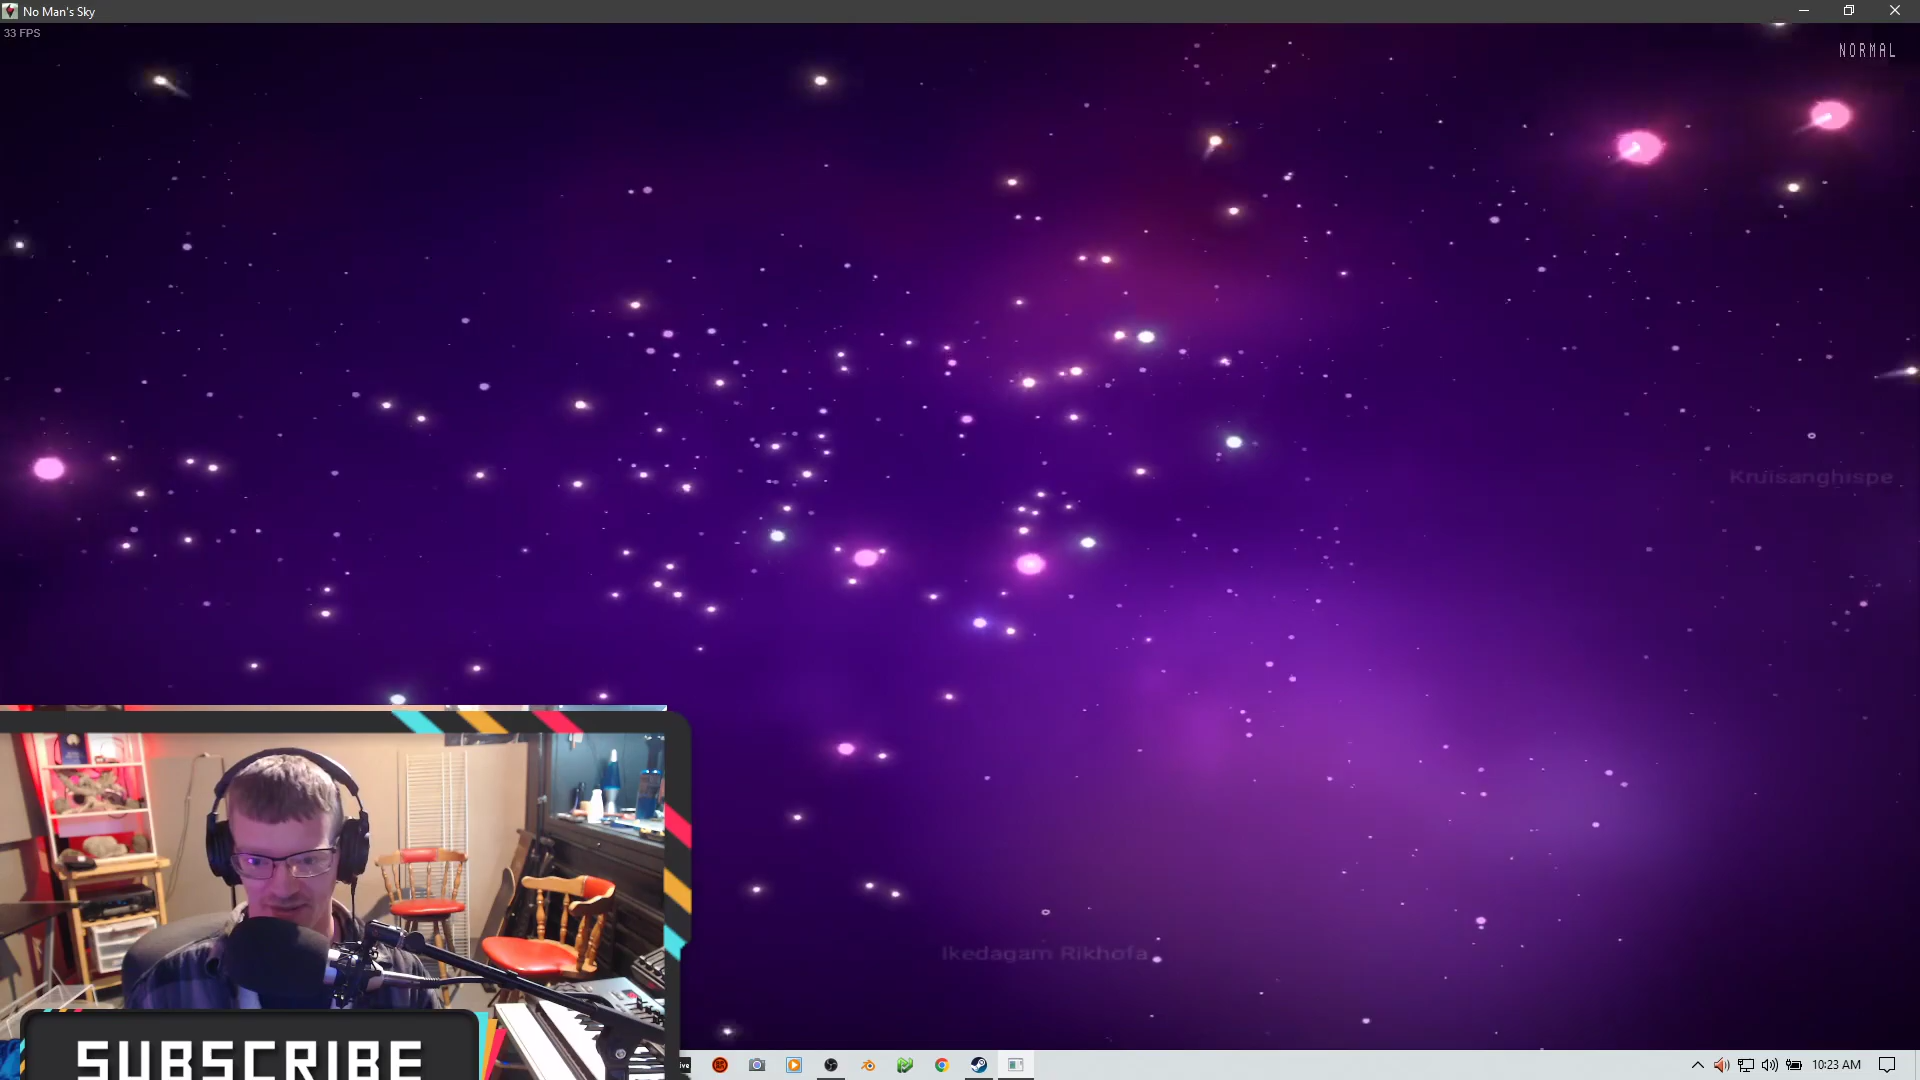 No Man's Sky
33 FPS
NORMAL
Kruisanghispe
Ikedagam Rikhofa
SUBSCRIBE
10:23 AM